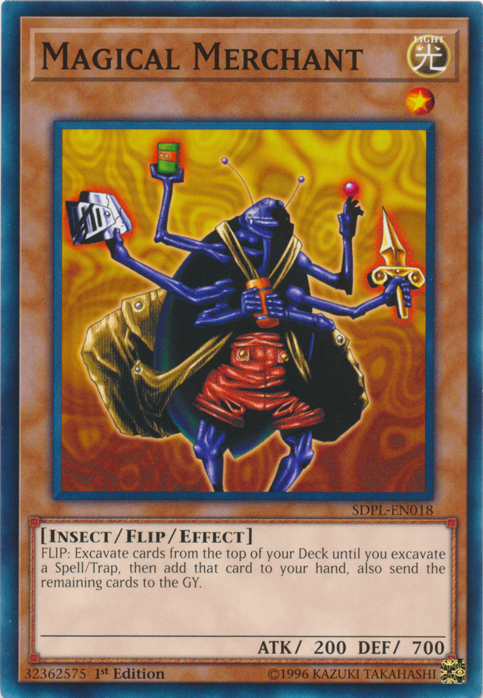 MAGICAL MERCHANT
LIGHT
光
SDPL-EN018
[INSECT/FLIP/EFFECT]
FLIP: Excavate cards from the top of your Deck until you excavate
a Spell/Trap, then add that card to your hand, also send the
remaining cards to the GY.
ATK/ 200 DEF/ 700
32362575 1st Edition ©1996 KAZUKI TAKAHASHI